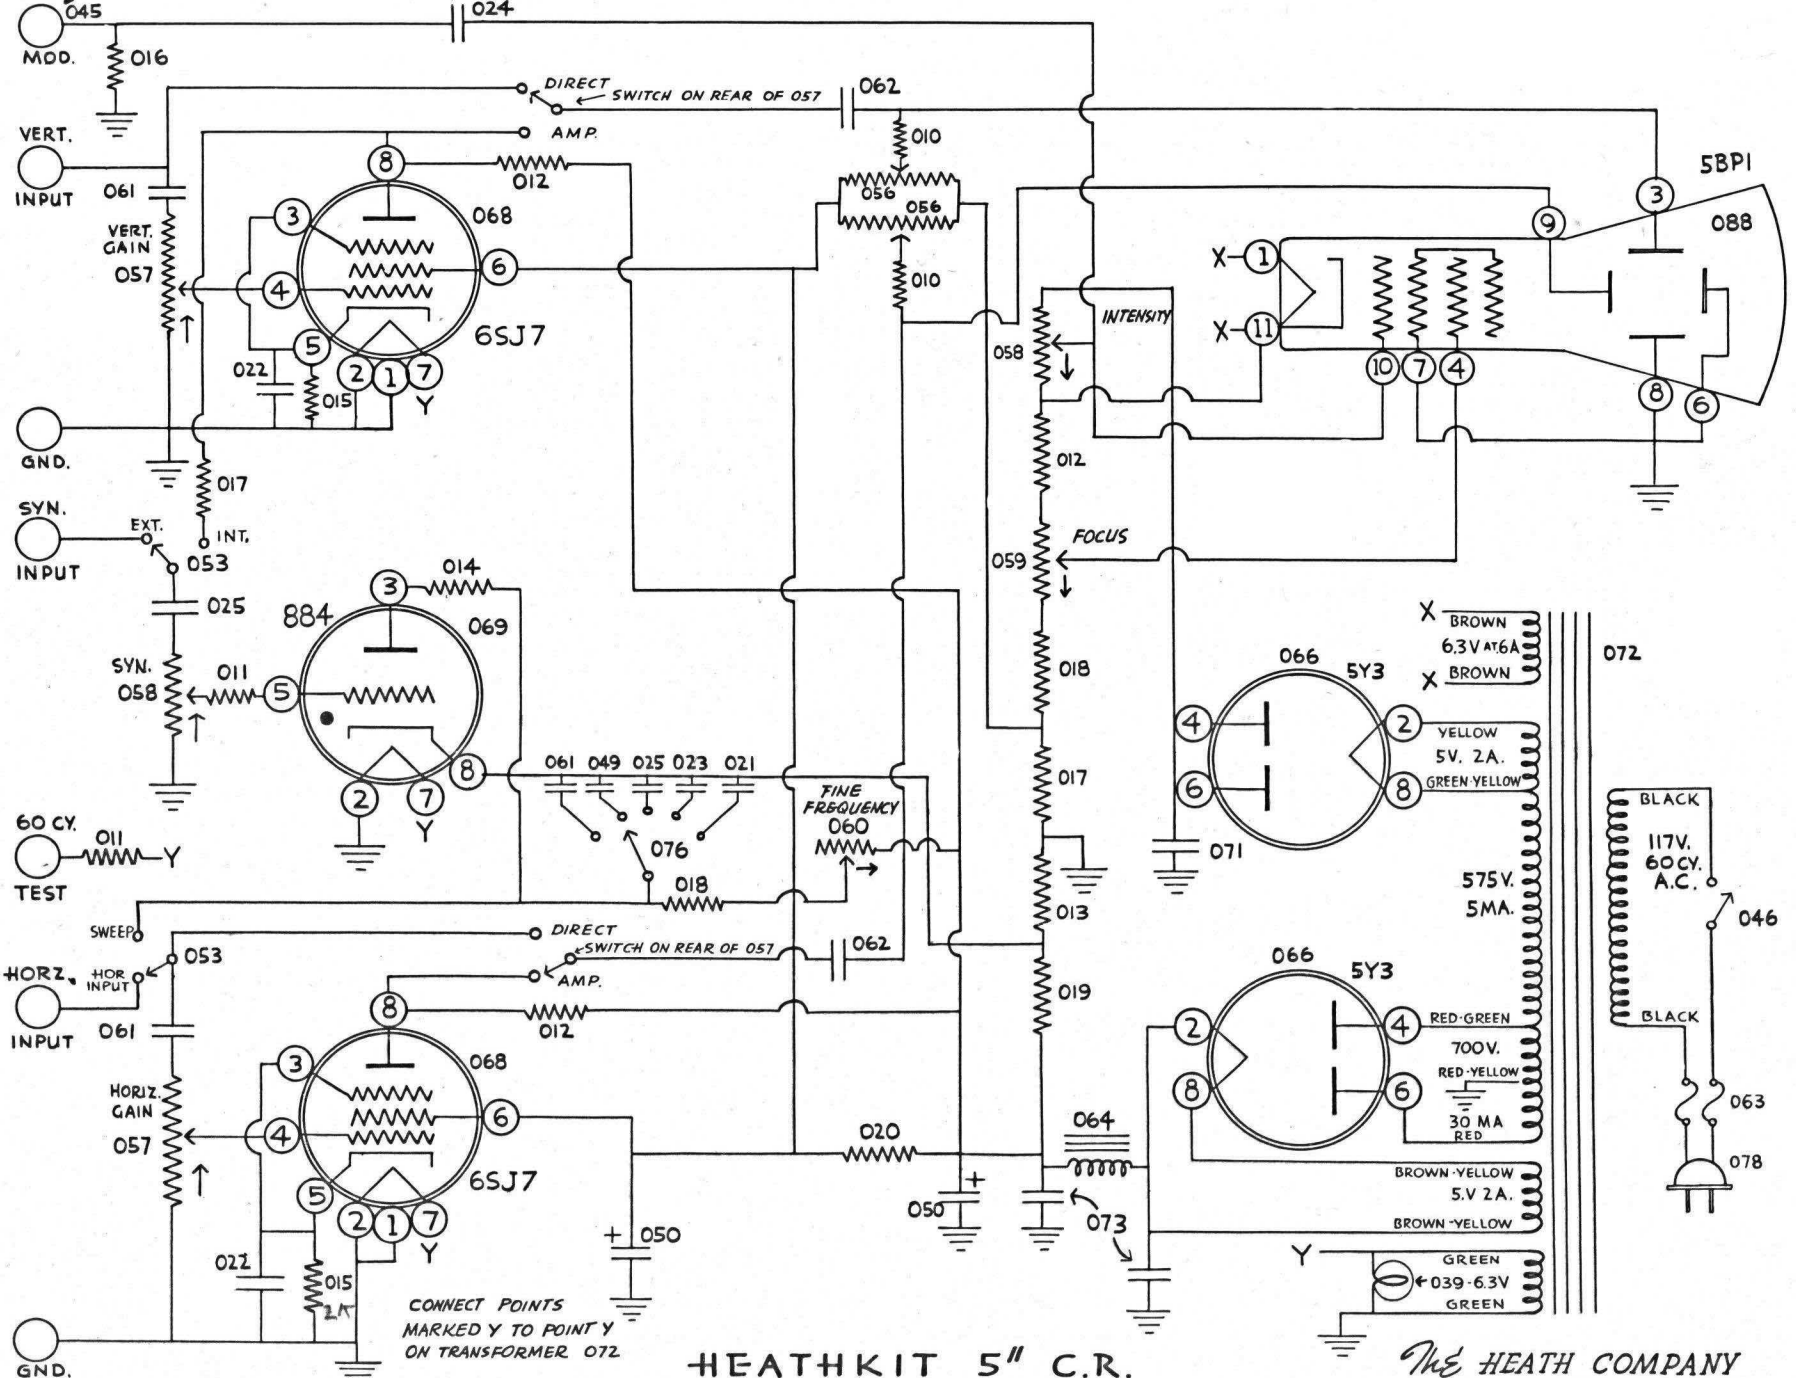 045
024
MOD.
016
DIRECT
SWITCH ON REAR OF 057
062
VERT.
AMP.
010
INPUT
061
8
012
056
056
5BP1
3
088
9
VERT.
GAIN
057
3
068
6
4
010
X 1
INTENSITY
058
X 11
5
6SJ7
022
015
2 1 7
Y
10 7 4
8
6
GND.
012
017
SYN.
EXT.
INT.
053
INPUT
FOCUS
059
025
014
3
884
069
SYN.
058
011
5
018
X
BROWN
6.3V AT.6A
BROWN
X
072
066
5Y3
4
2
YELLOW
5V. 2A.
GREEN-YELLOW
6
8
8
061 049 025 023 021
2 7
Y
FINE
FREQUENCY
060
017
BLACK
60 CY.
011
Y
TEST
076
071
117V.
60CY.
A.C.
575V.
5MA.
018
013
046
SWEEP
DIRECT
SWITCH ON REAR OF 057
062
053
HORZ.
HOR
INPUT
AMP.
INPUT
061
8
012
019
066
5Y3
2
4
RED-GREEN
BLACK
700V.
RED-YELLOW
8
6
30 MA
RED
063
HORIZ.
GAIN
057
3
068
4
6
064
020
5
6SJ7
2 1 7
Y
BROWN-YELLOW
5.V 2A.
BROWN-YELLOW
078
+
050
+
050
073
022
015
Y
GREEN
039-6.3V
GREEN
CONNECT POINTS
MARKED Y TO POINT Y
ON TRANSFORMER 072
GND.
HEATHKIT 5" C.R.
THE HEATH COMPANY